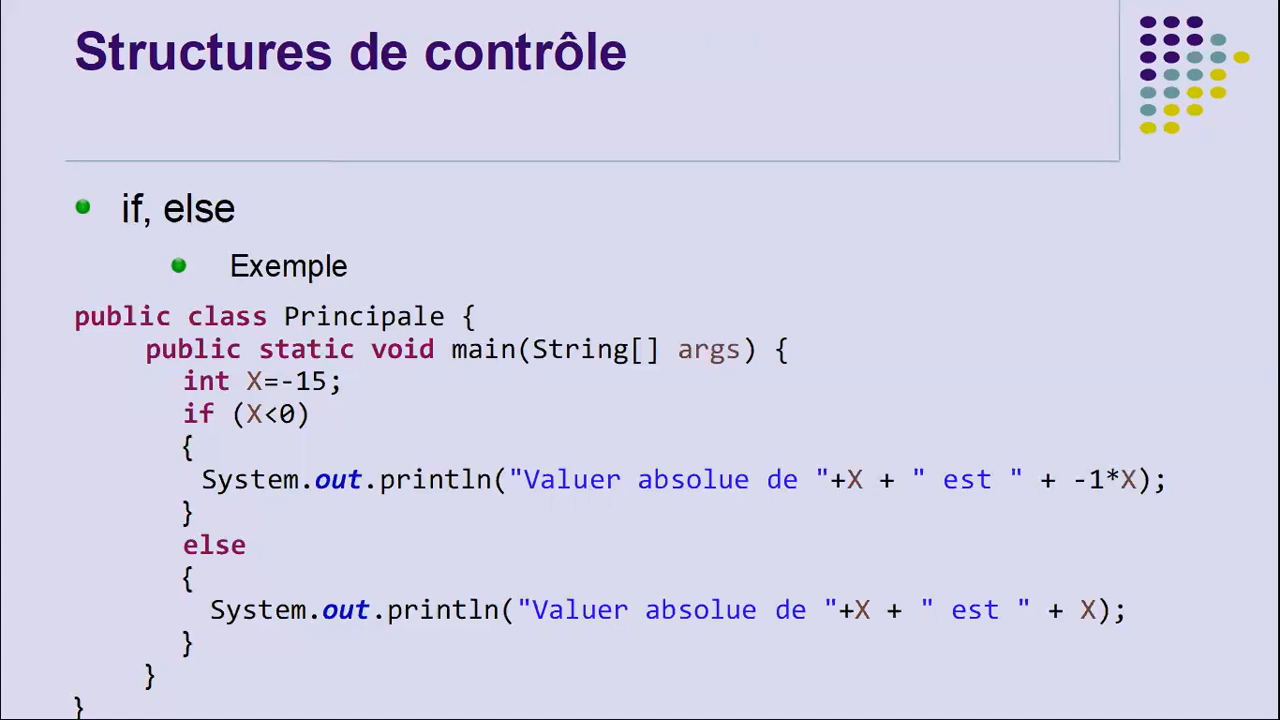 Structures de contrôle
if, else
Exemple
public class Principale {
public static void main(String[] args) {
int X=-15;
if (X<0)
{
System.out.println("Valuer absolue de "+X + " est " + -1*X);
}
else
{
System.out.println("Valuer absolue de "+X + " est " + X);
}
}
}